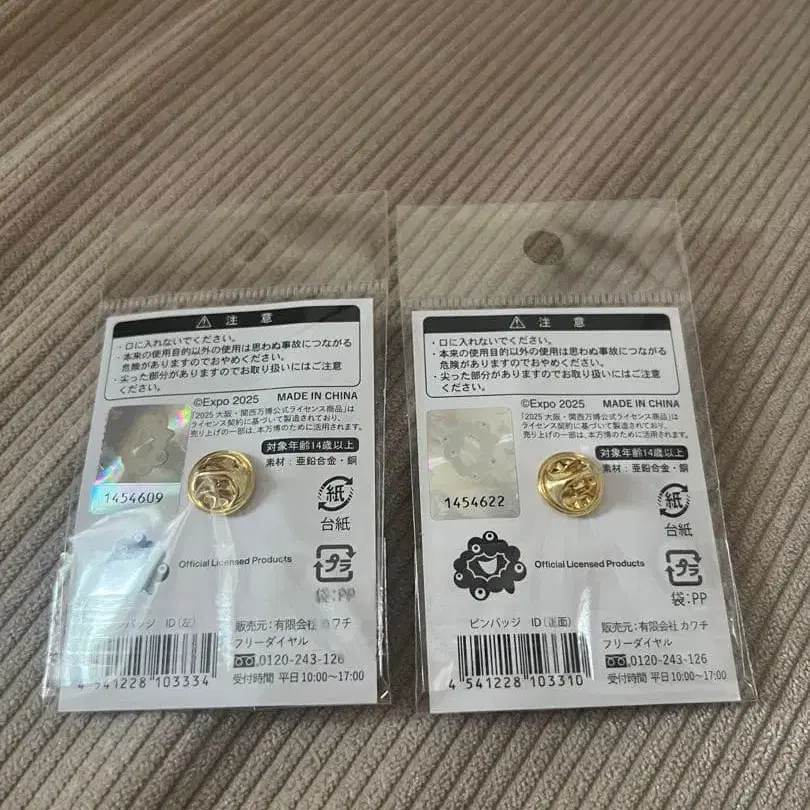 ⚠ 注意
・口に入れないでください。
・本来の使用目的以外の使用は思わぬ事故につながる
危険がありますのでおやめください。
・尖った部分がありますのでお取り扱いにはご注意
ください。
©Expo 2025 MADE IN CHINA
「2025 大阪・関西万博公式ライセンス商品」は
ライセンス契約に基づいて製造されており、
売り上げの一部は、本万博のために活用されます。
対象年齢14歳以上
素材：亜鉛合金・銅
1454609
紙
台紙
Official Licensed Products
プラ
袋：PP
ピンバッジ ID（左）
販売元：有限会社 カワチ
フリーダイヤル
0120-243-126
受付時間 平日10:00～17:00
4 541228 103334
⚠ 注意
・口に入れないでください。
・本来の使用目的以外の使用は思わぬ事故につながる
危険がありますのでおやめください。
・尖った部分がありますのでお取り扱いにはご注意
ください。
©Expo 2025 MADE IN CHINA
「2025 大阪・関西万博公式ライセンス商品」は
ライセンス契約に基づいて製造されており、
売り上げの一部は、本万博のために活用されます。
対象年齢14歳以上
素材：亜鉛合金・銅
1454622
紙
台紙
Official Licensed Products
プラ
袋：PP
ピンバッジ ID（正面）
販売元：有限会社 カワチ
フリーダイヤル
0120-243-126
受付時間 平日10:00～17:00
4 541228 103310